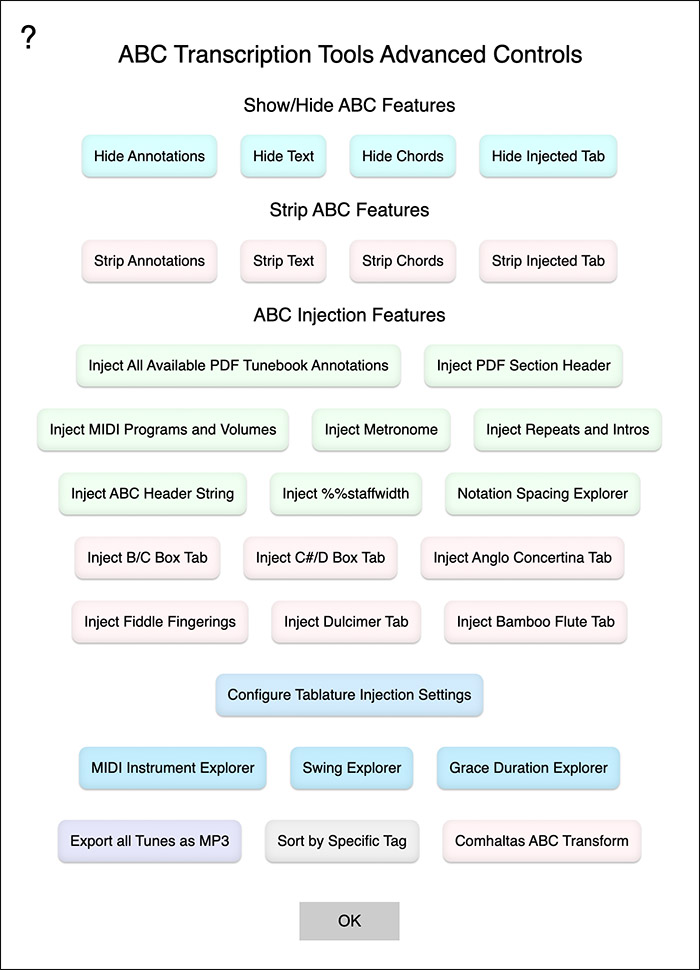 ?
ABC Transcription Tools Advanced Controls
Show/Hide ABC Features
Hide Annotations Hide Text Hide Chords Hide Injected Tab
Strip ABC Features
Strip Annotations Strip Text Strip Chords Strip Injected Tab
ABC Injection Features
Inject All Available PDF Tunebook Annotations Inject PDF Section Header
Inject MIDI Programs and Volumes Inject Metronome Inject Repeats and Intros
Inject ABC Header String Inject %%staffwidth Notation Spacing Explorer
Inject B/C Box Tab Inject C#/D Box Tab Inject Anglo Concertina Tab
Inject Fiddle Fingerings Inject Dulcimer Tab Inject Bamboo Flute Tab
Configure Tablature Injection Settings
MIDI Instrument Explorer Swing Explorer Grace Duration Explorer
Export all Tunes as MP3 Sort by Specific Tag Comhaltas ABC Transform
OK